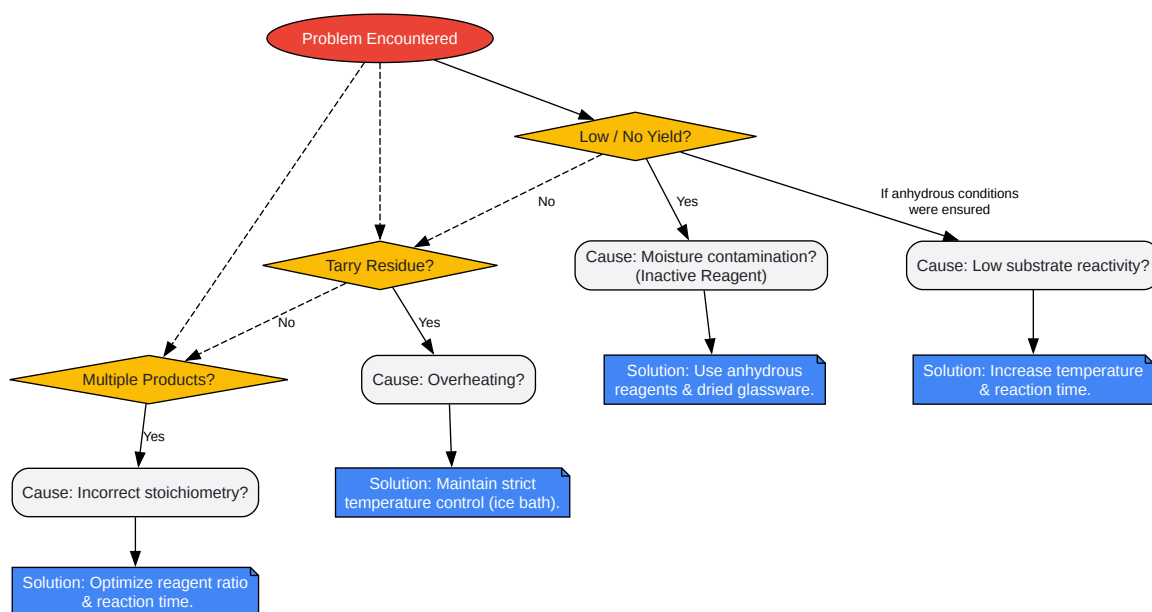 Problem Encountered
Low / No Yield?
If anhydrous conditions
were ensured
No
Yes
Cause: Moisture contamination?
(Inactive Reagent)
Cause: Low substrate reactivity?
Tarry Residue?
No
Yes
Solution: Use anhydrous
reagents & dried glassware.
Solution: Increase temperature
& reaction time.
Multiple Products?
Cause: Overheating?
Yes
Cause: Incorrect stoichiometry?
Solution: Maintain strict
temperature control (ice bath).
Solution: Optimize reagent ratio
& reaction time.